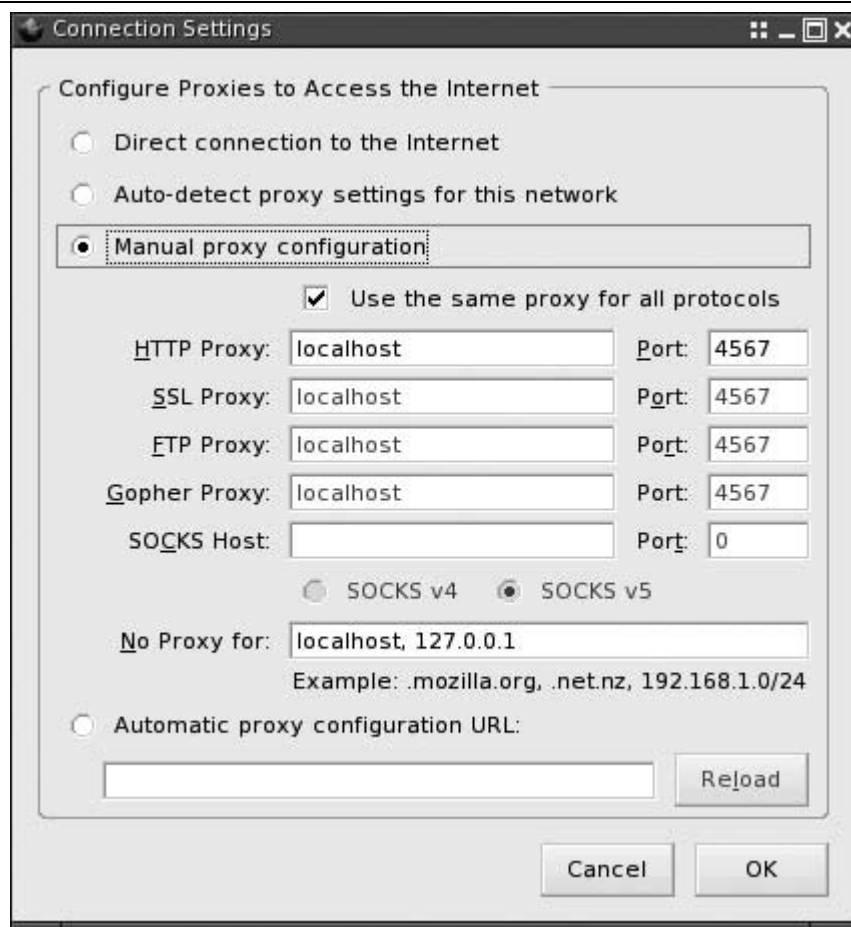 Connection Settings
Configure Proxies to Access the Internet
Direct connection to the Internet
Auto-detect proxy settings for this network
Manual proxy configuration
Use the same proxy for all protocols
HTTP Proxy: localhost Port: 4567
SSL Proxy: localhost Port: 4567
FTP Proxy: localhost Port: 4567
Gopher Proxy: localhost Port: 4567
SOCKS Host: Port: 0
SOCKS v4 SOCKS v5
No Proxy for: localhost, 127.0.0.1
Example: .mozilla.org, .net.nz, 192.168.1.0/24
Automatic proxy configuration URL:
Reload
Cancel OK